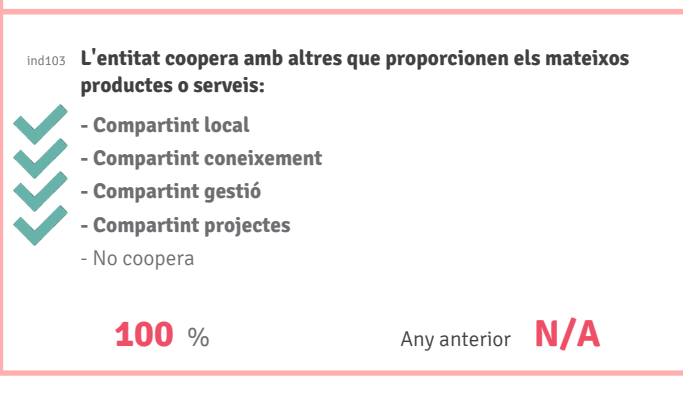 ind103 L'entitat coopera amb altres que proporcionen els mateixos
productes o serveis:
- Compartint local
- Compartint coneixement
- Compartint gestió
- Compartint projectes
- No coopera
100 % Any anterior N/A